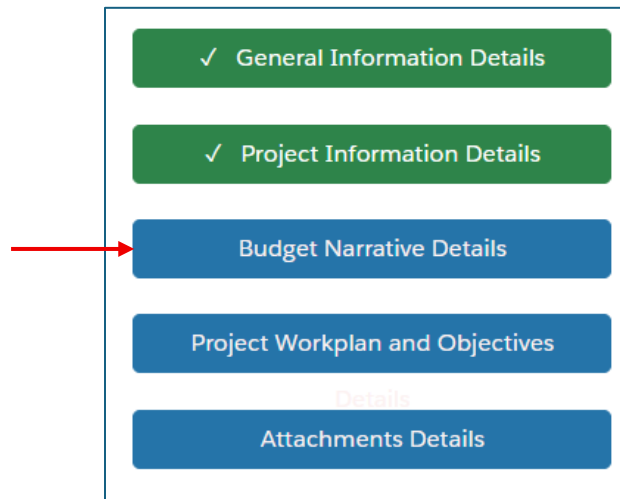 ✓ General Information Details
✓ Project Information Details
Budget Narrative Details
Project Workplan and Objectives
Details
Attachments Details